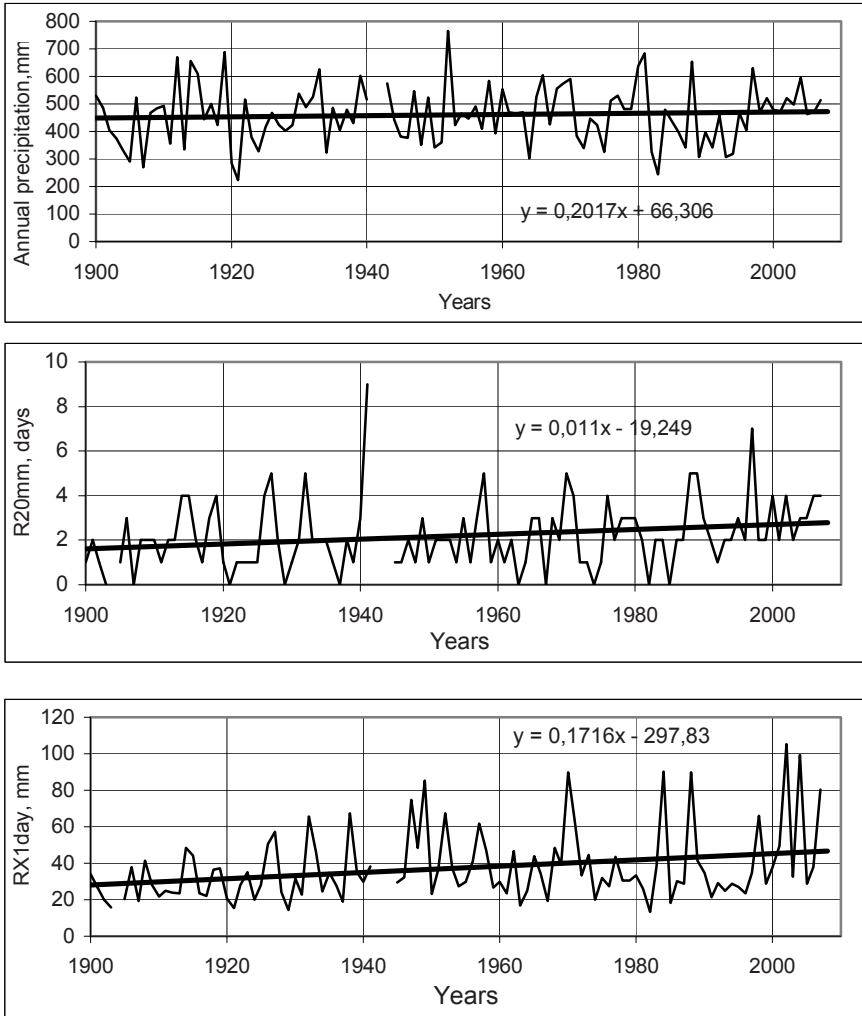 Annual precipitation,mm
800
700
600
500
400
300
200
100
0
y = 0,2017x + 66,306
1900 1920 1940 1960 1980 2000
Years
R20mm, days
10
8
6
4
2
0
y = 0,011x - 19,249
1900 1920 1940 1960 1980 2000
Years
RX1day, mm
120
100
80
60
40
20
0
y = 0,1716x - 297,83
1900 1920 1940 1960 1980 2000
Years